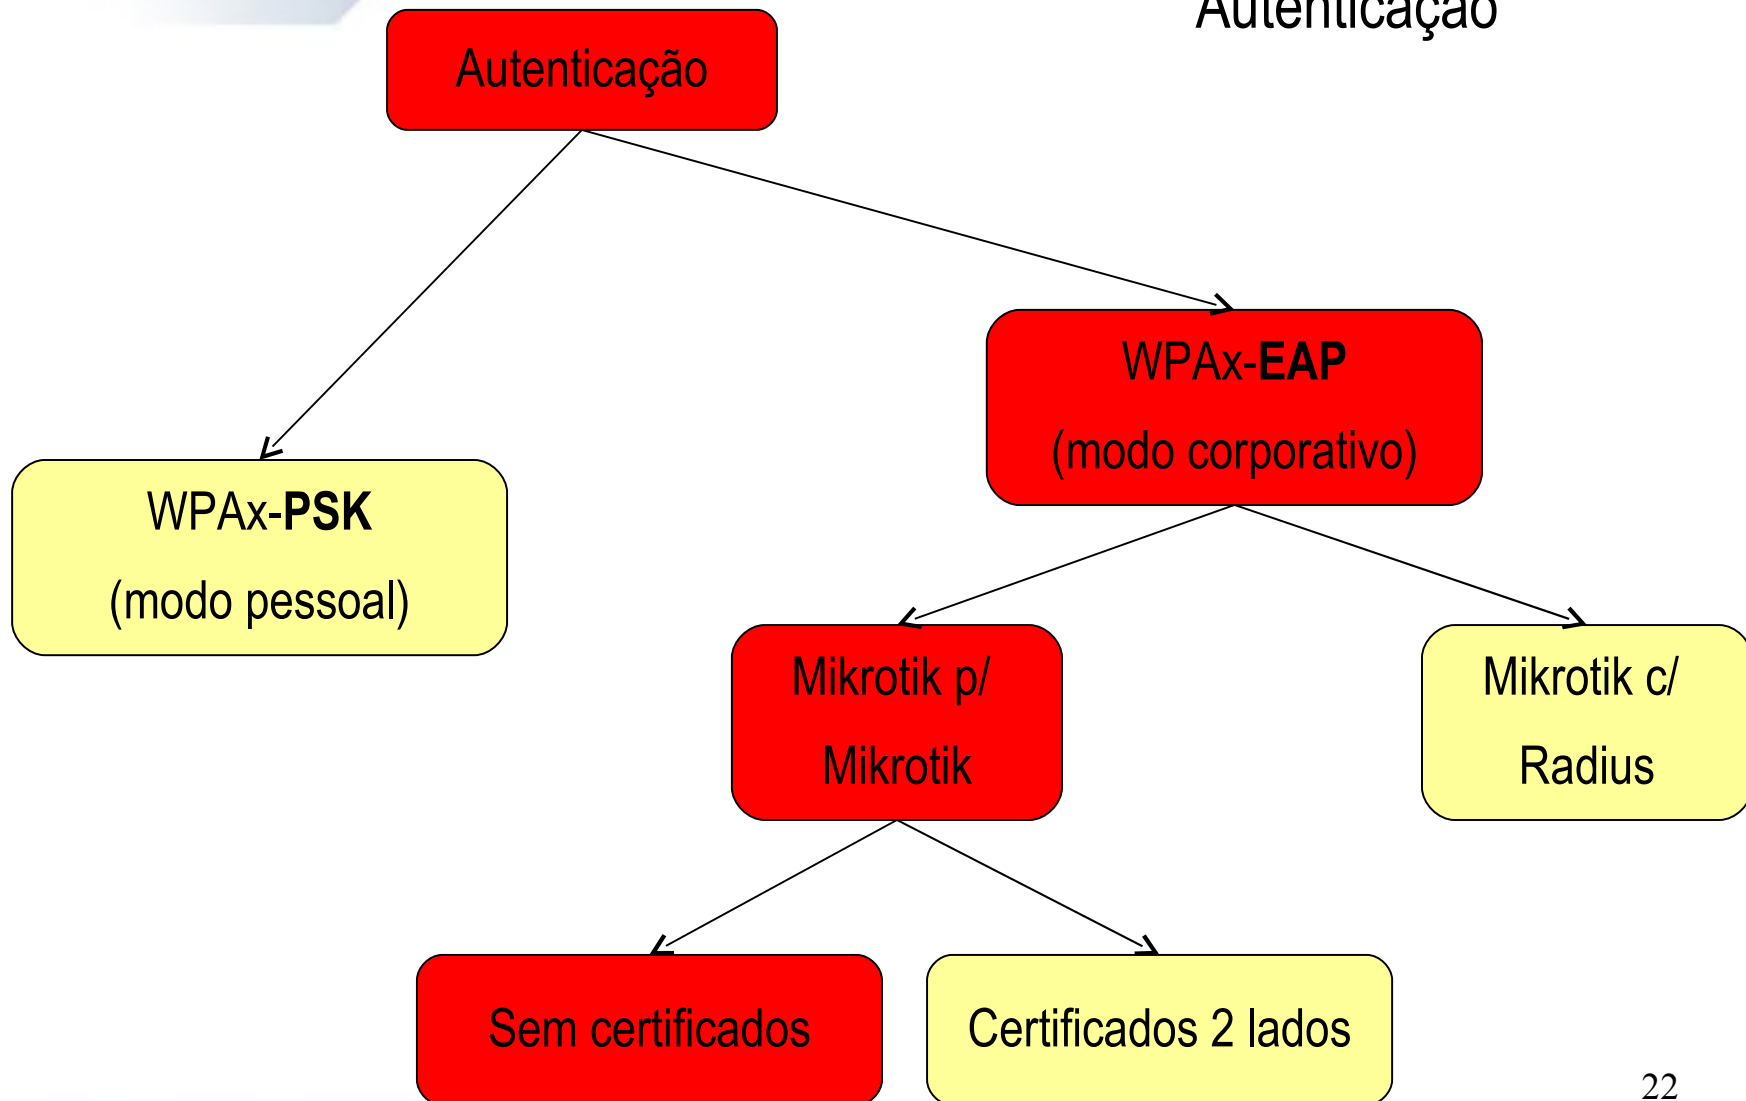 Autenticação
Autenticação
WPAx-EAP
(modo corporativo)
WPAx-PSK
(modo pessoal)
Mikrotik p/
Mikrotik
Mikrotik c/
Radius
Sem certificados
Certificados 2 lados
22